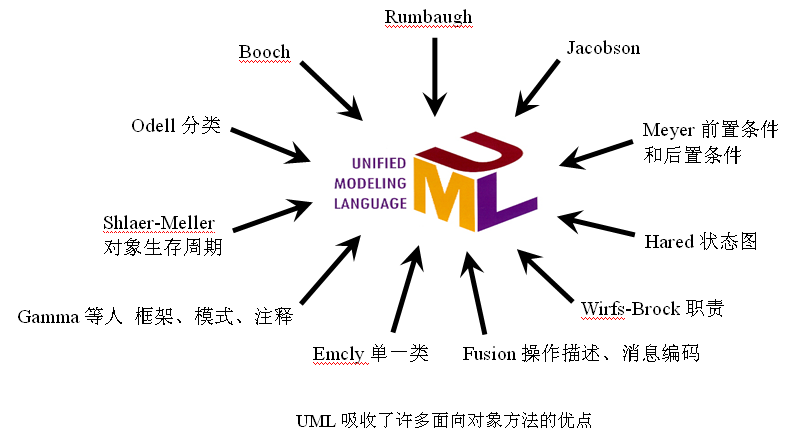 Rumbaugh
Booch
Jacobson
Odell 分类
Meyer 前置条件
和后置条件
UNIFIED
MODELING
LANGUAGE
UML
Shlaer-Meller
对象生存周期
Hared 状态图
Gamma 等人 框架、模式、注释
Wirfs-Brock 职责
Emcly 单一类
Fusion 操作描述、消息编码
UML 吸收了许多面向对象方法的优点